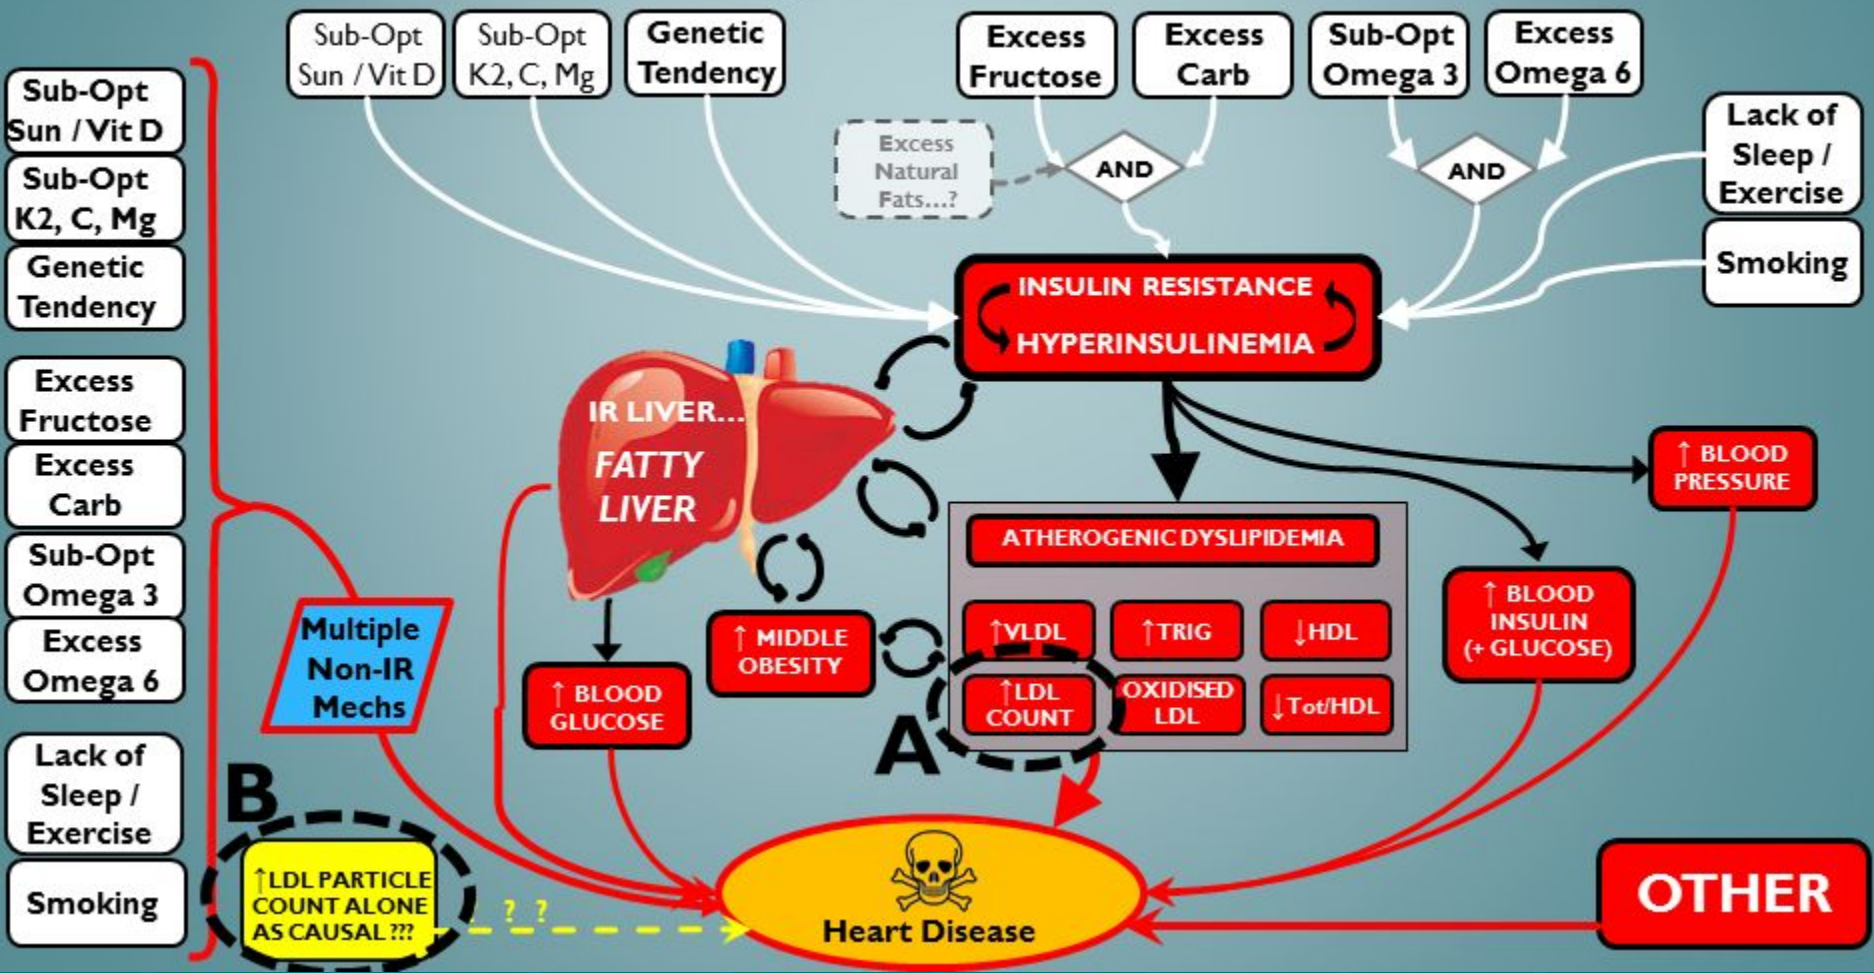 Sub-Opt
Sun / Vit D
Sub-Opt
K2, C, Mg
Genetic
Tendency
Excess
Fructose
Excess
Carb
Sub-Opt
Omega 3
Excess
Omega 6
Sub-Opt
Sun / Vit D
Sub-Opt
K2, C, Mg
Genetic
Tendency
Excess
Fructose
Excess
Carb
Sub-Opt
Omega 3
Excess
Omega 6
Lack of
Sleep /
Exercise
Smoking
Excess
Natural
Fats...?
AND
AND
Lack of
Sleep /
Exercise
Smoking
INSULIN RESISTANCE
HYPERINSULINEMIA
IR LIVER...
FATTY
LIVER
↑ BLOOD
PRESSURE
ATHEROGENIC DYSLIPIDEMIA
↑VLDL
↑TRIG
↓HDL
↑LDL
COUNT
OXIDISED
LDL
↓Tot/HDL
↑ BLOOD
INSULIN
(+ GLUCOSE)
Multiple
Non-IR
Mechs
↑ MIDDLE
OBESITY
↑ BLOOD
GLUCOSE
A
B
↑LDL PARTICLE
COUNT ALONE
AS CAUSAL ???
? ?
Heart Disease
OTHER